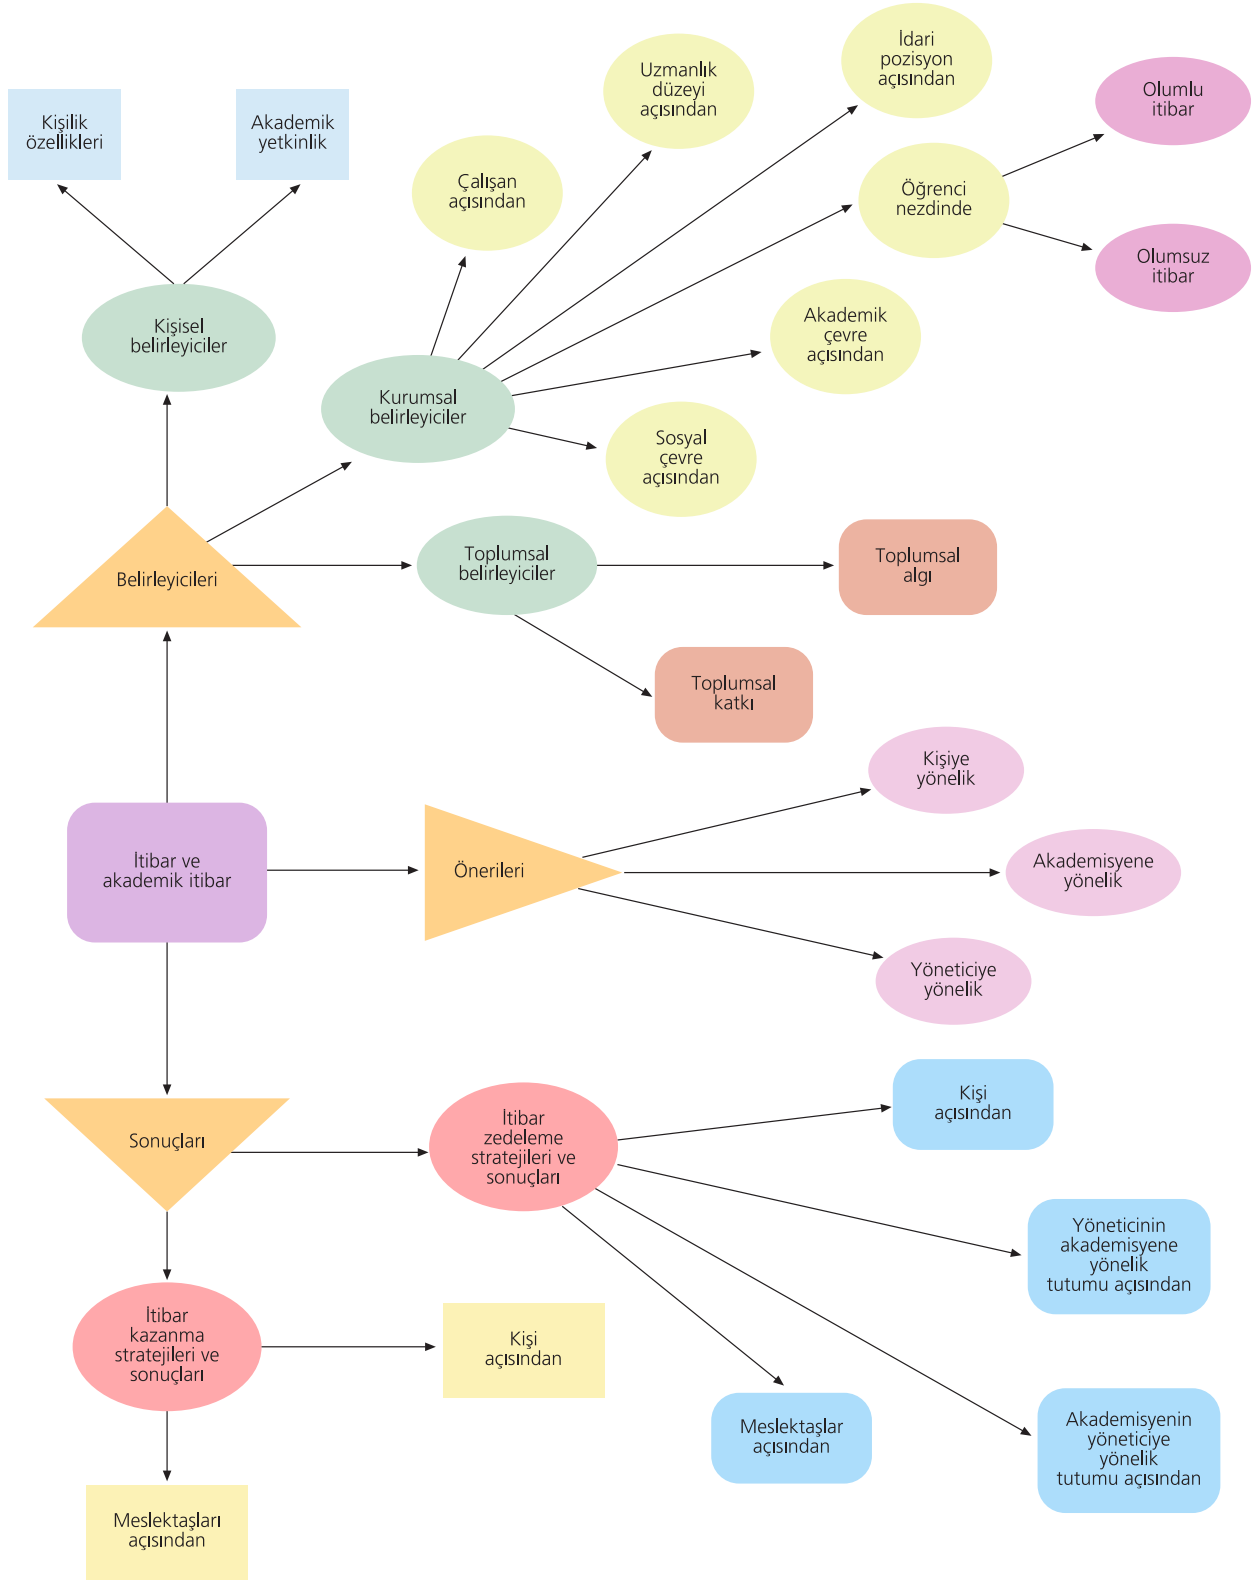 İdari
pozisyon
açısından
Uzmanlık
düzeyi
açısından
Olumlu
itibar
Kişilik
özellikleri
Akademik
yetkinlik
Çalışan
açısından
Öğrenci
nezdinde
Olumsuz
itibar
Kişisel
belirleyiciler
Akademik
çevre
açısından
Kurumsal
belirleyiciler
Sosyal
çevre
açısından
Belirleyicileri
Toplumsal
belirleyiciler
Toplumsal
algı
Toplumsal
katkı
Kişiye
yönelik
İtibar ve
akademik itibar
Önerileri
Akademisyene
yönelik
Yöneticiye
yönelik
Sonuçları
İtibar
zedeleme
stratejileri ve
sonuçları
Kişi
açısından
Yöneticinin
akademisyene
yönelik
tutumu açısından
İtibar
kazanma
stratejileri ve
sonuçları
Kişi
açısından
Meslektaşlar
açısından
Akademisyenin
yöneticiye
yönelik
tutumu açısından
Meslektaşları
açısından